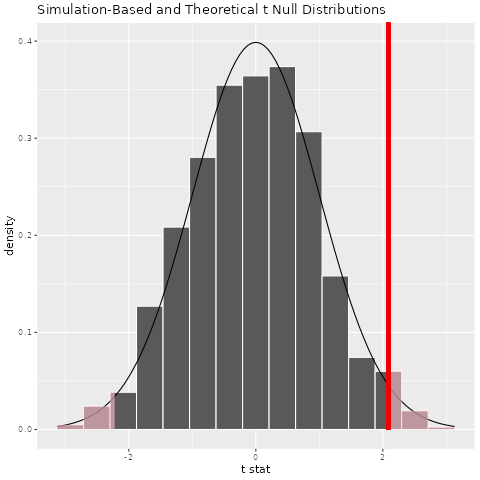 Simulation-Based and Theoretical t Null Distributions
0.4
0.3
0.2
0.1
0.0
density
-2
0
2
t stat